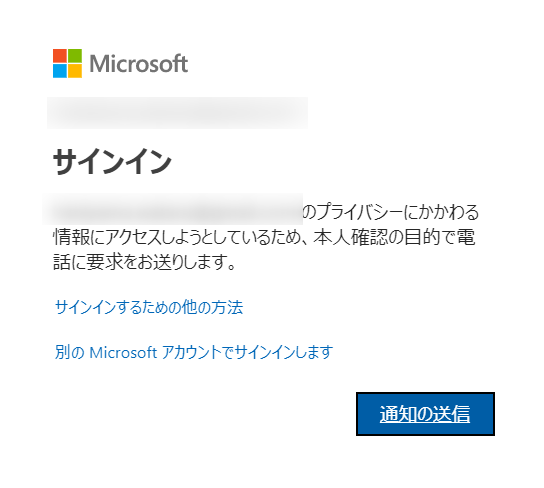 Microsoft
サインイン
のプライバシーにかかわる
情報にアクセスしようとしているため、本人確認の目的で電
話に要求をお送りします。
サインインするための他の方法
別の Microsoft アカウントでサインインします
通知の送信